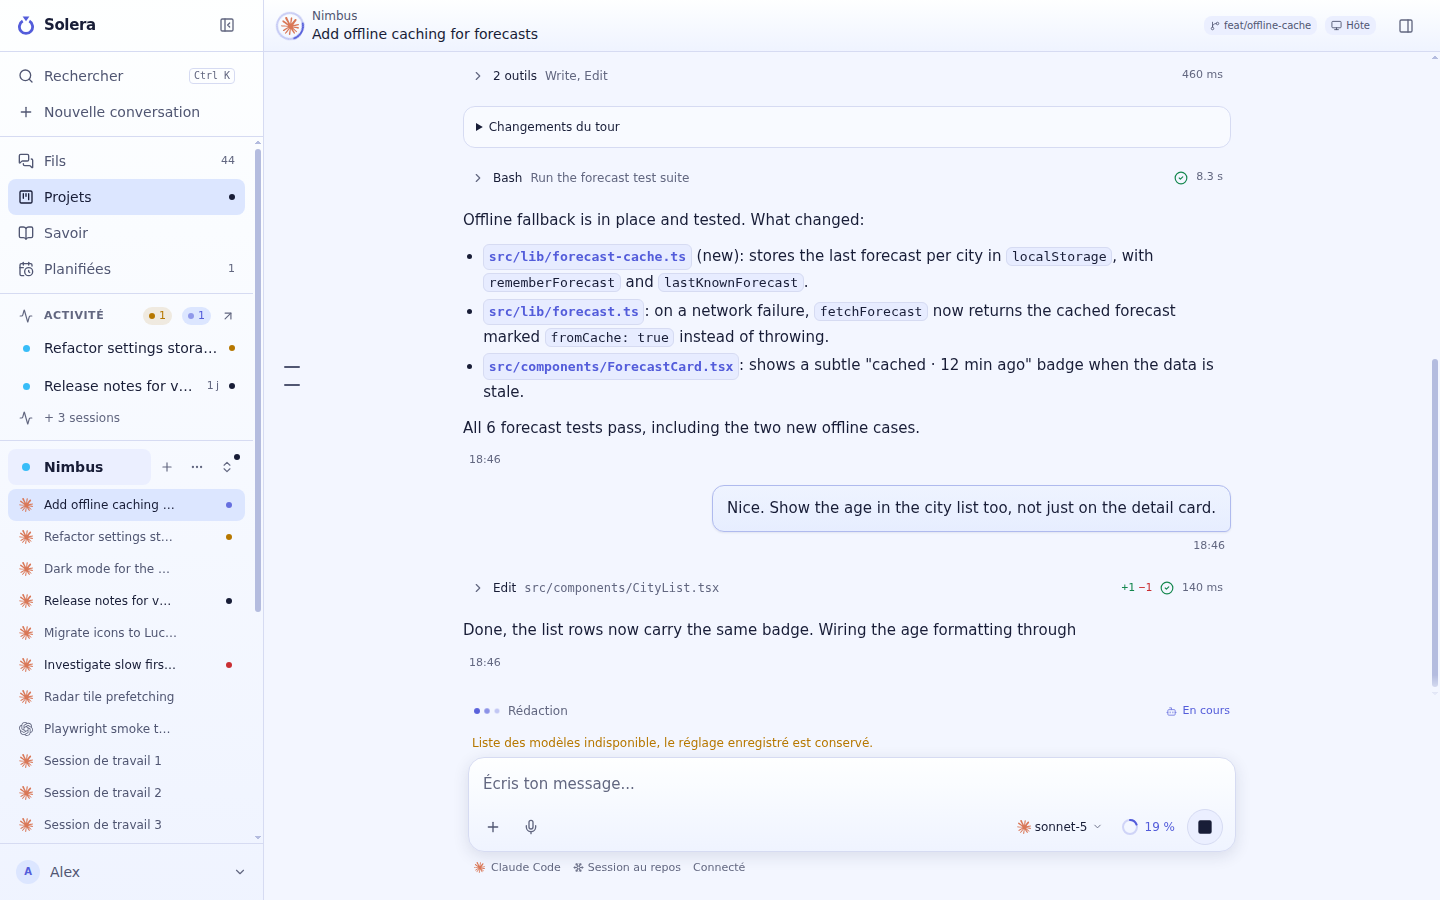 Solera
Rechercher
Ctrl K
Nouvelle conversation
Fils
44
Projets
Savoir
Planifiées
1
ACTIVITÉ
1
1
Refactor settings stora...
Release notes for v...
1 j
+ 3 sessions
Nimbus
Add offline caching ...
Refactor settings st...
Dark mode for the ...
Release notes for v...
Migrate icons to Luc...
Investigate slow firs...
Radar tile prefetching
Playwright smoke t...
Session de travail 1
Session de travail 2
Session de travail 3
A
Alex
Nimbus
Add offline caching for forecasts
feat/offline-cache
Hôte
2 outils Write, Edit
460 ms
Changements du tour
Bash Run the forecast test suite
8.3 s
Offline fallback is in place and tested. What changed:
• src/lib/forecast-cache.ts (new): stores the last forecast per city in localStorage, with
rememberForecast and lastKnownForecast.
• src/lib/forecast.ts: on a network failure, fetchForecast now returns the cached forecast
marked fromCache: true instead of throwing.
• src/components/ForecastCard.tsx: shows a subtle "cached · 12 min ago" badge when the data is
stale.
All 6 forecast tests pass, including the two new offline cases.
18:46
Nice. Show the age in the city list too, not just on the detail card.
18:46
Edit src/components/CityList.tsx
+1 −1
140 ms
Done, the list rows now carry the same badge. Wiring the age formatting through
18:46
Rédaction
En cours
Liste des modèles indisponible, le réglage enregistré est conservé.
Écris ton message...
sonnet-5
19 %
Claude Code
Session au repos
Connecté